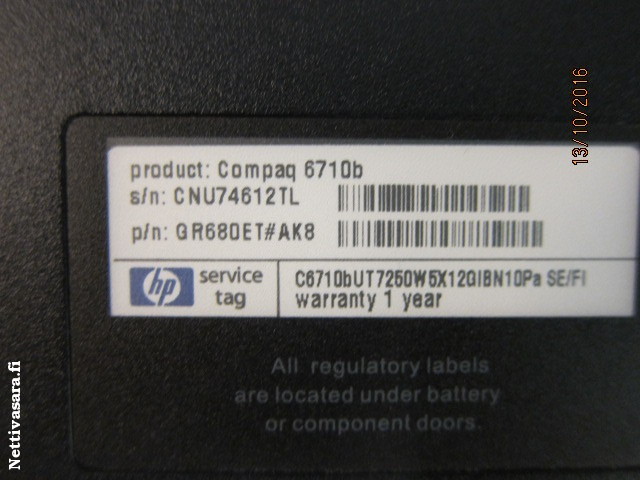 13/10/2016
product: Compaq 6710b
s/n: CNU74612TL
p/n: GR680ET#AK8
hp service tag
C6710bUT7250W5X12GIBN10Pa SE/FI
warranty 1 year
All regulatory labels
are located under battery
or component doors.
Nettivasara.fi